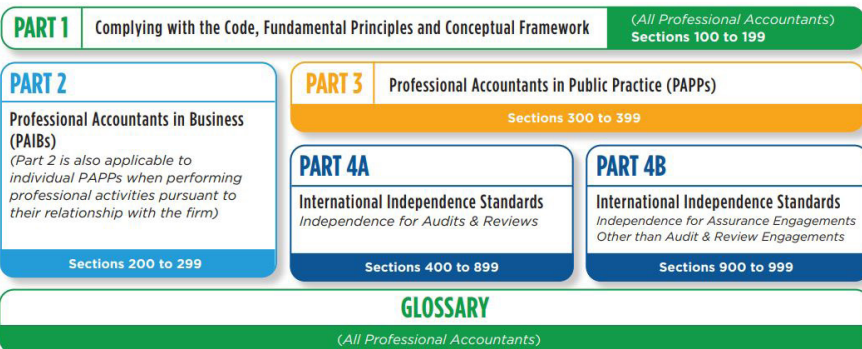 PART 1
Complying with the Code, Fundamental Principles and Conceptual Framework
(All Professional Accountants)
Sections 100 to 199
PART 2
Professional Accountants in Business
(PAIBs)
(Part 2 is also applicable to
individual PAPPs when performing
professional activities pursuant to
their relationship with the firm)
Sections 200 to 299
PART 3
Professional Accountants in Public Practice (PAPPs)
Sections 300 to 399
PART 4A
International Independence Standards
Independence for Audits & Reviews
Sections 400 to 899
PART 4B
International Independence Standards
Independence for Assurance Engagements
Other than Audit & Review Engagements
Sections 900 to 999
GLOSSARY
(All Professional Accountants)